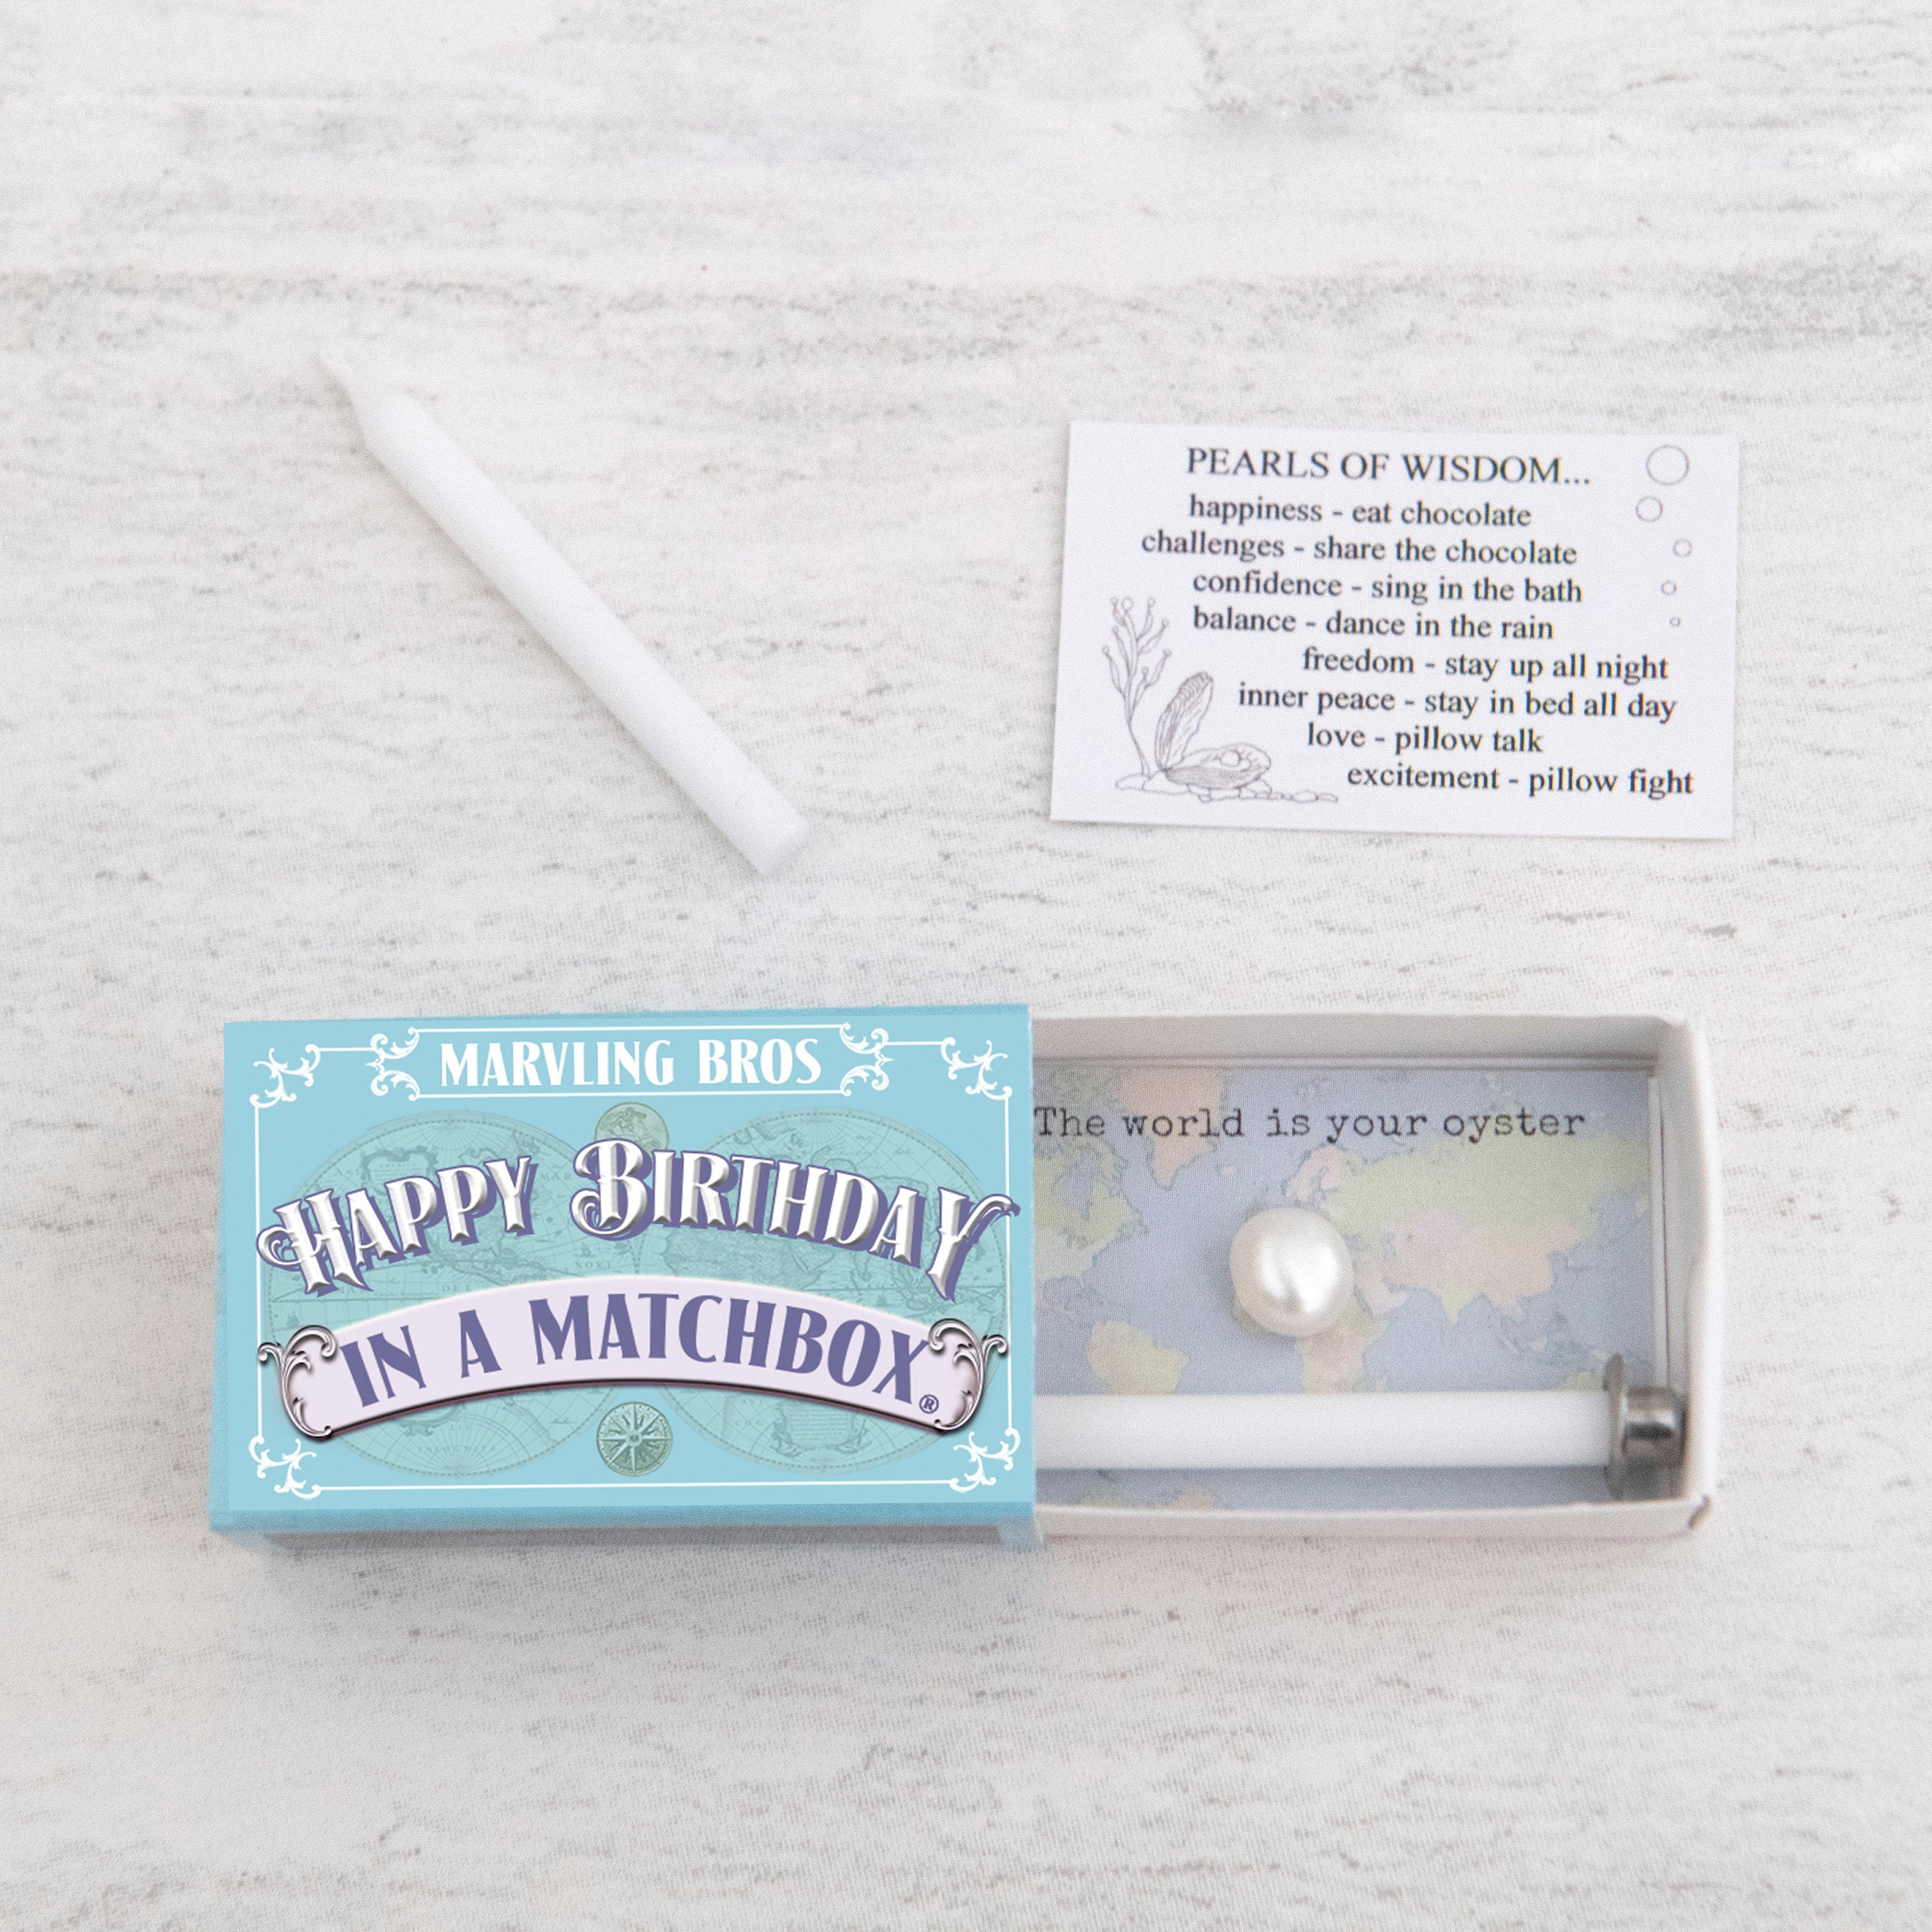 PEARLS OF WISDOM...
happiness - eat chocolate
challenges - share the chocolate
confidence - sing in the bath
balance - dance in the rain
freedom - stay up all night
inner peace - stay in bed all day
love - pillow talk
excitement - pillow fight
MARVLING BROS
HAPPY BIRTHDAY
IN A MATCHBOX®
The world is your oyster